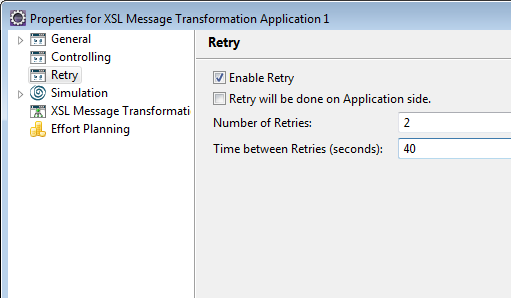 Properties for XSL Message Transformation Application 1
General
Controlling
Retry
Simulation
XSL Message Transformati
Effort Planning
Retry
Enable Retry
Retry will be done on Application side.
Number of Retries: 2
Time between Retries (seconds): 40